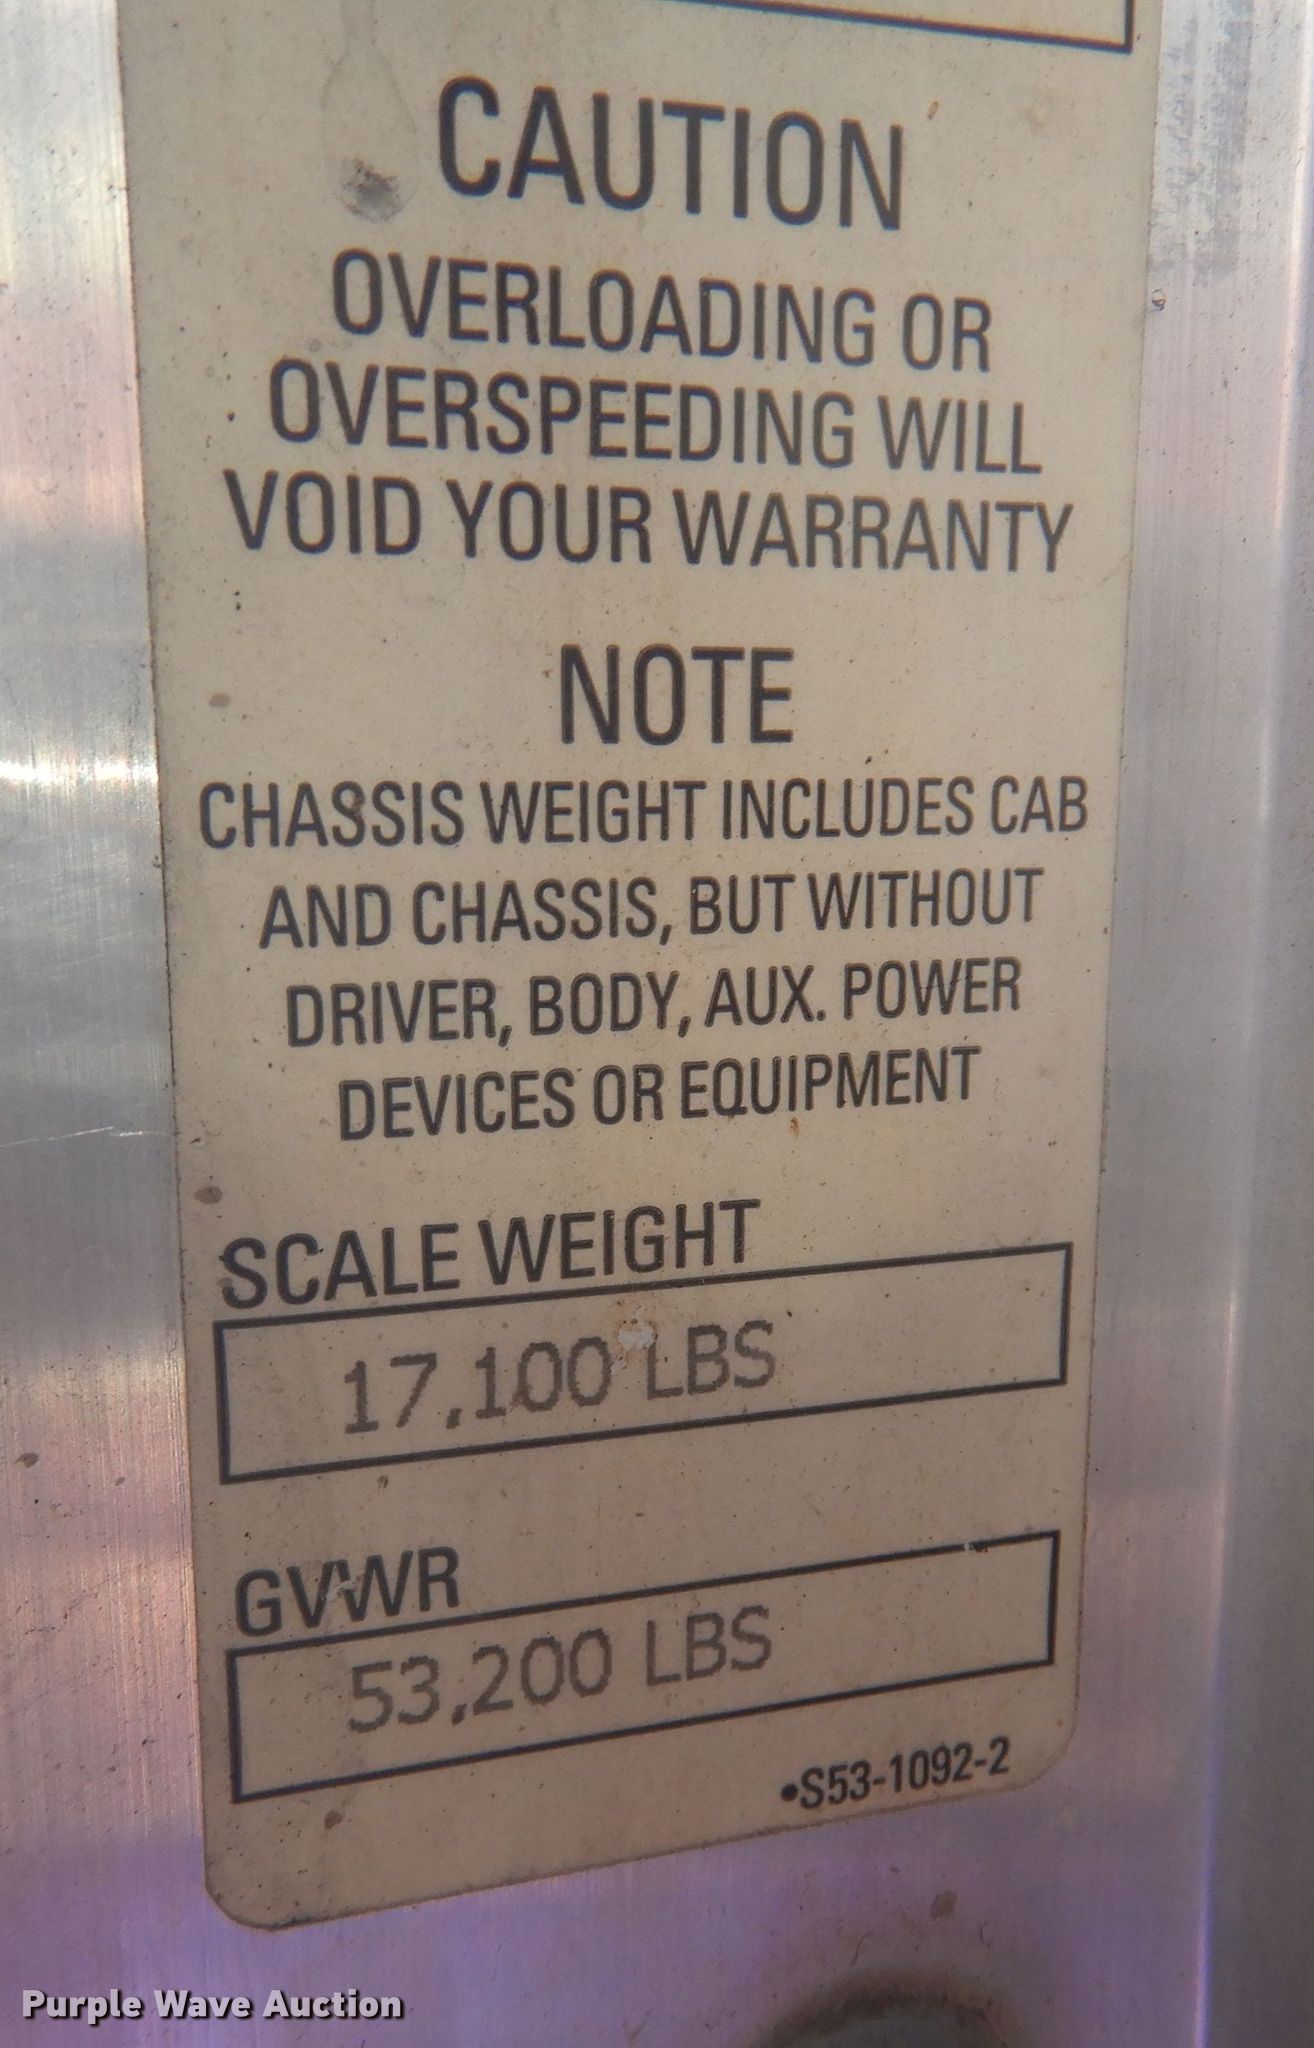 CAUTION
OVERLOADING OR
OVERSPEEDING WILL
VOID YOUR WARRANTY
NOTE
CHASSIS WEIGHT INCLUDES CAB
AND CHASSIS, BUT WITHOUT
DRIVER, BODY, AUX. POWER
DEVICES OR EQUIPMENT
SCALE WEIGHT
17,100 LBS
GVWR
53,200 LBS
•S53-1092-2
Purple Wave Auction